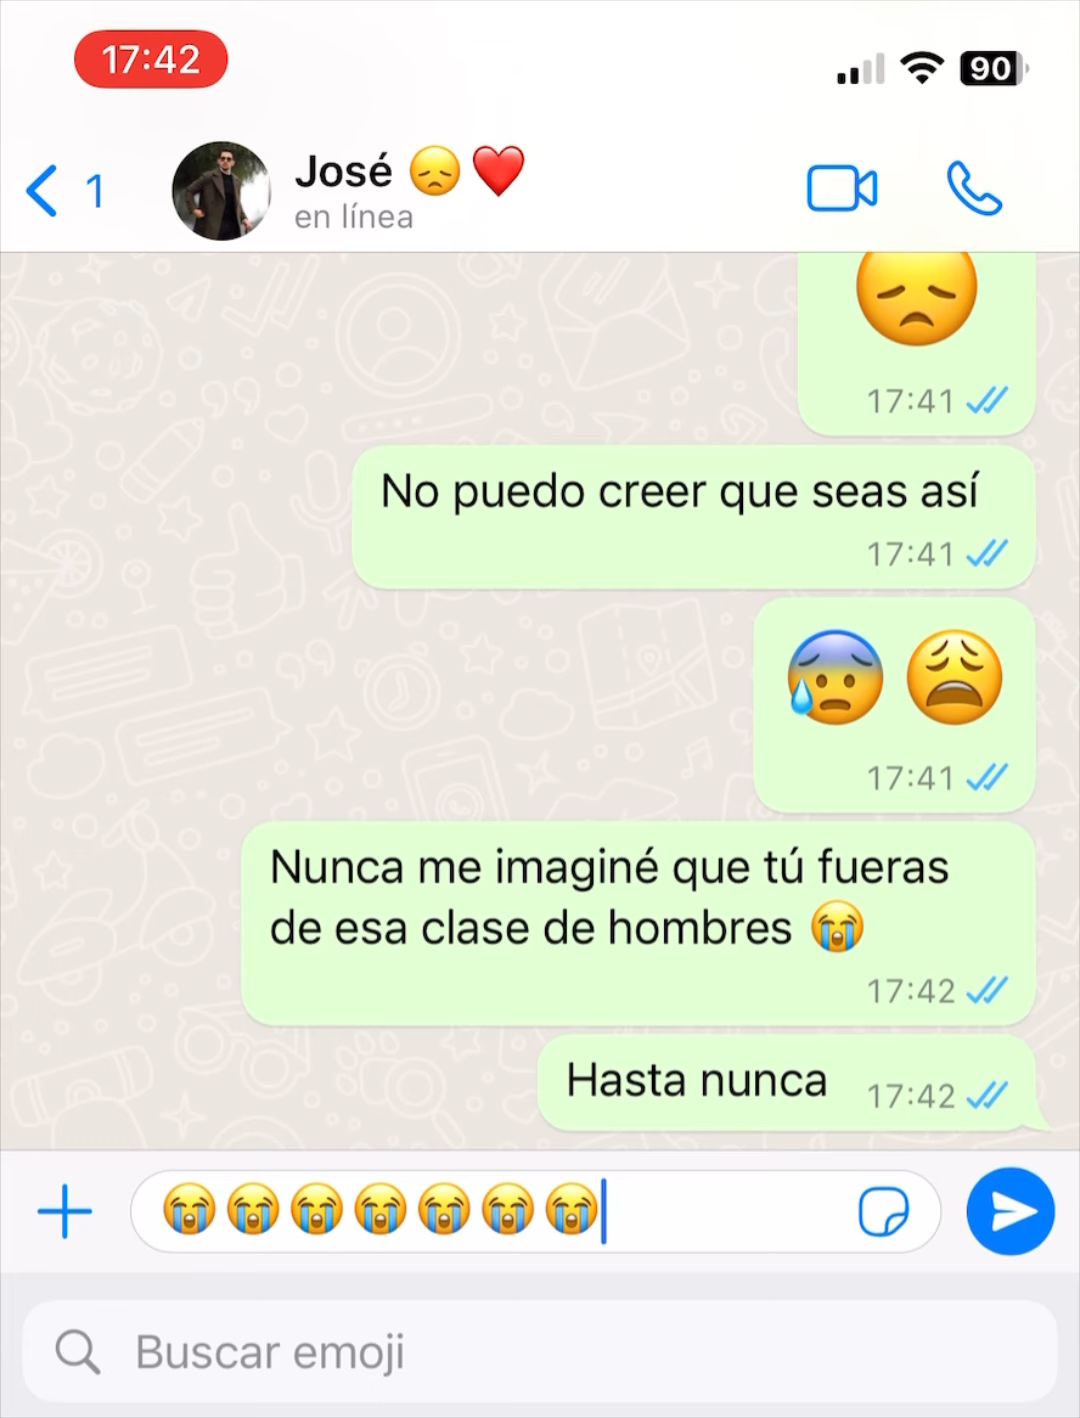 17:42
90
1
José 😞❤️
en línea
😞
17:41
No puedo creer que seas así
17:41
😰😩
17:41
Nunca me imaginé que tú fueras
de esa clase de hombres 😭
17:42
Hasta nunca 17:42
😭😭😭😭😭😭😭
Buscar emoji